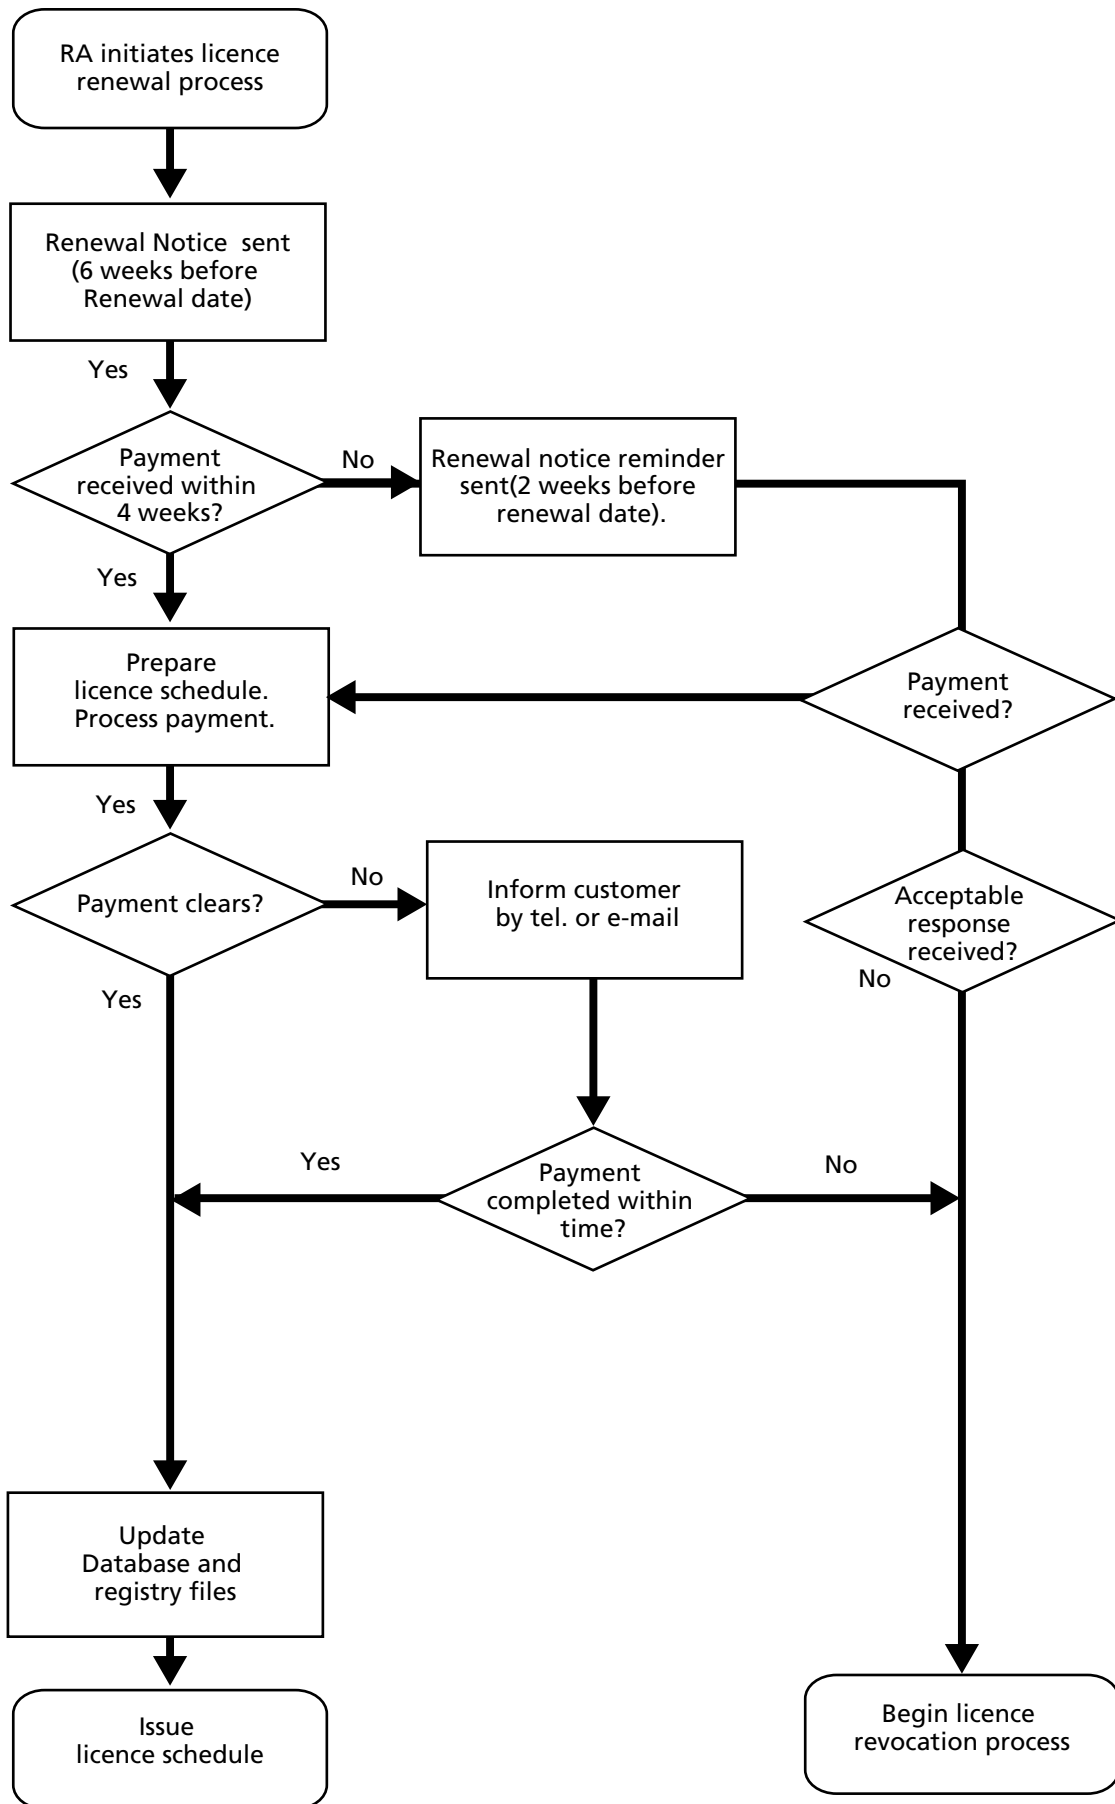 RA initiates licence
renewal process
Renewal Notice  sent
(6 weeks before
Renewal date)
Yes
Payment
received within
4 weeks?
No
Renewal notice reminder
sent(2 weeks before
renewal date).
Yes
Prepare
licence schedule.
Process payment.
Payment
received?
Yes
Payment clears?
No
Inform customer
by tel. or e-mail
Acceptable
response
received?
No
Yes
Yes
Payment
completed within
time?
No
Update
Database and
registry files
Issue
licence schedule
Begin licence
revocation process